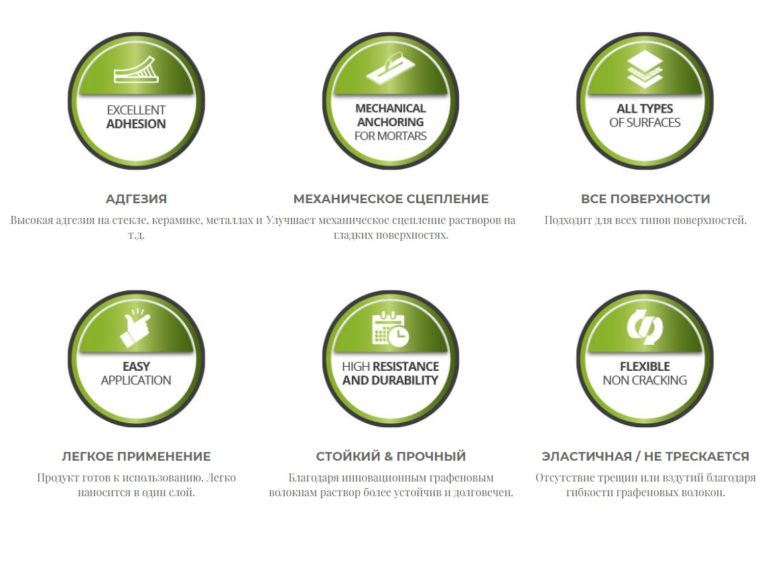 EXCELLENT
ADHESION
АДГЕЗИЯ
Высокая адгезия на стекле, керамике, металлах и
т.д.
MECHANICAL
ANCHORING
FOR MORTARS
МЕХАНИЧЕСКОЕ СЦЕПЛЕНИЕ
Улучшает механическое сцепление растворов на
гладких поверхностях.
ALL TYPES
OF SURFACES
ВСЕ ПОВЕРХНОСТИ
Подходит для всех типов поверхностей.
EASY
APPLICATION
ЛЕГКОЕ ПРИМЕНЕНИЕ
Продукт готов к использованию. Легко
наносится в один слой.
HIGH RESISTANCE
AND DURABILITY
СТОЙКИЙ & ПРОЧНЫЙ
Благодаря инновационным графеновым
волокнам раствор более устойчив и долговечен.
FLEXIBLE
NON CRACKING
ЭЛАСТИЧНАЯ / НЕ ТРЕСКАЕТСЯ
Отсутствие трещин или вздутий благодаря
гибкости графеновых волокон.